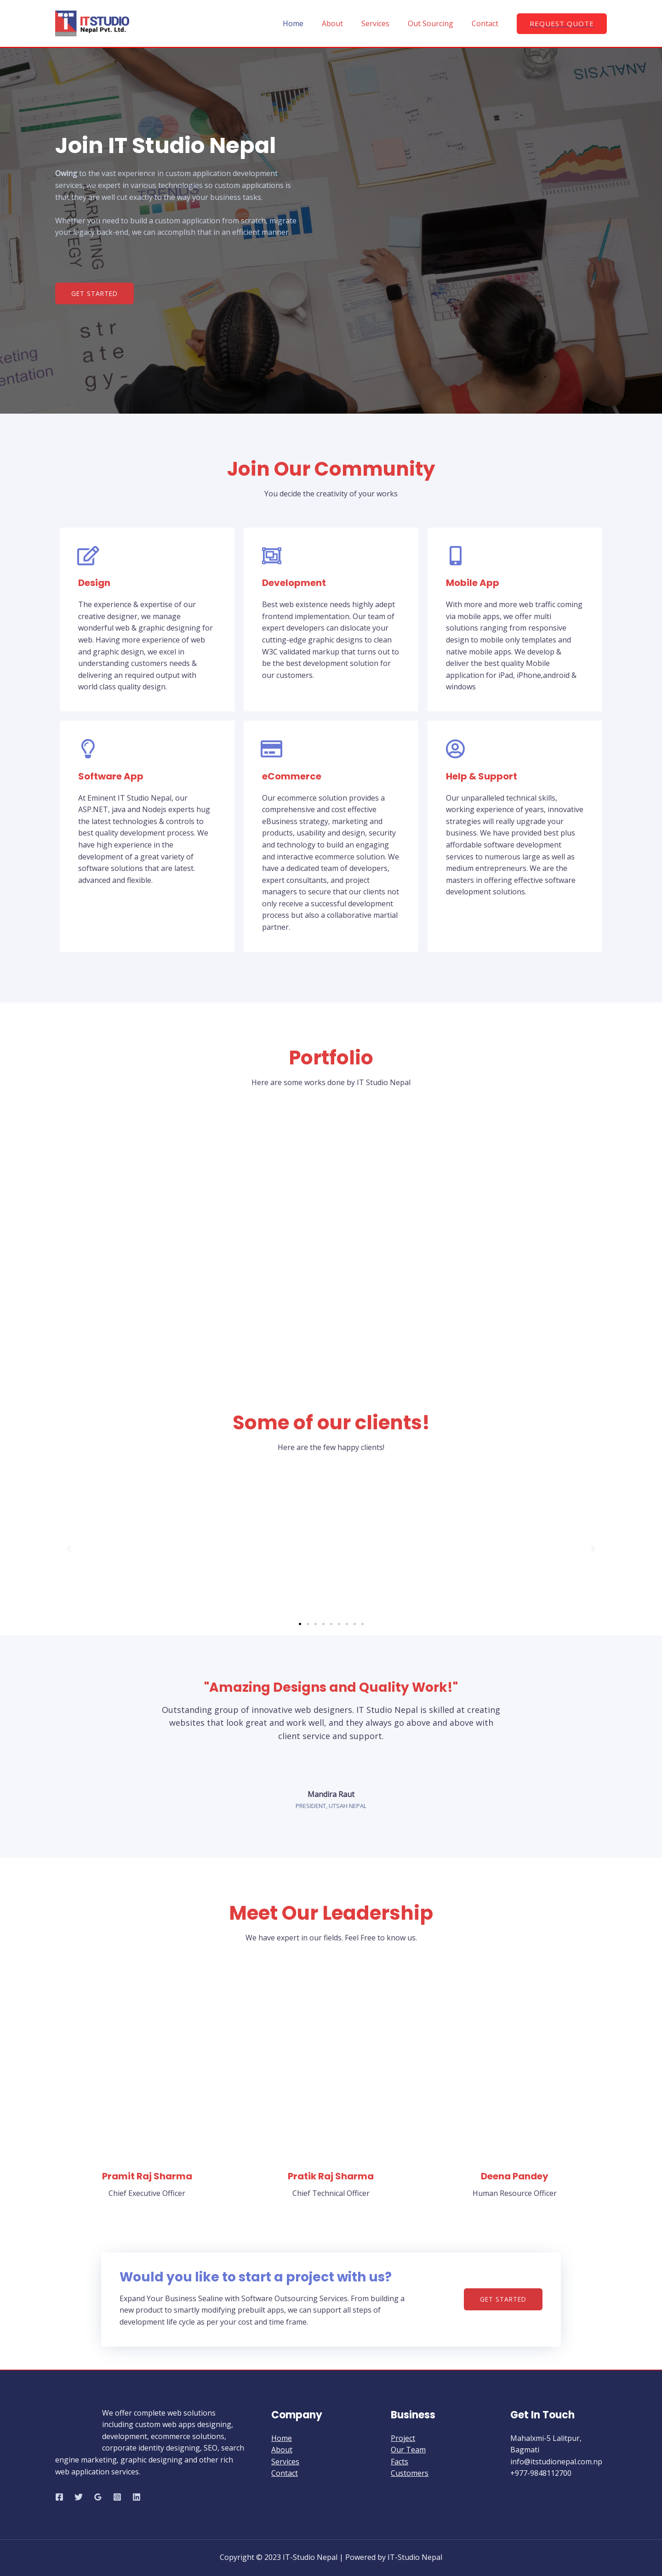 ITSTUDIO
Nepal Pvt. Ltd.
Home
About
Services
Out Sourcing
Contact
REQUEST QUOTE
Join IT Studio Nepal
Owing to the vast experience in custom application development
services, we expert in various technologies so custom applications is
that they are well cut exactly to the way your business tasks.
Whether you need to build a custom application from scratch, migrate
your legacy back-end, we can accomplish that in an efficient manner.
GET STARTED
TRENDS
MARKETING
STRATEGY
str
ate
gy-
marketing
entation
ANALYTIC
Join Our Community
You decide the creativity of your works
Design
The experience & expertise of our
creative designer, we manage
wonderful web & graphic designing for
web. Having more experience of web
and graphic design, we excel in
understanding customers needs &
delivering an required output with
world class quality design.
Development
Best web existence needs highly adept
frontend implementation. Our team of
expert developers can dislocate your
cutting-edge graphic designs to clean
W3C validated markup that turns out to
be the best development solution for
our customers.
Mobile App
With more and more web traffic coming
via mobile apps, we offer multi
solutions ranging from responsive
design to mobile only templates and
native mobile apps. We develop &
deliver the best quality Mobile
application for iPad, iPhone,android &
windows
Software App
At Eminent IT Studio Nepal, our
ASP.NET, java and Nodejs experts hug
the latest technologies & controls to
best quality development process. We
have high experience in the
development of a great variety of
software solutions that are latest.
advanced and flexible.
eCommerce
Our ecommerce solution provides a
comprehensive and cost effective
eBusiness strategy, marketing and
products, usability and design, security
and technology to build an engaging
and interactive ecommerce solution. We
have a dedicated team of developers,
expert consultants, and project
managers to secure that our clients not
only receive a successful development
process but also a collaborative martial
partner.
Help & Support
Our unparalleled technical skills,
working experience of years, innovative
strategies will really upgrade your
business. We have provided best plus
affordable software development
services to numerous large as well as
medium entrepreneurs. We are the
masters in offering effective software
development solutions.
Portfolio
Here are some works done by IT Studio Nepal
Some of our clients!
Here are the few happy clients!
"Amazing Designs and Quality Work!"
Outstanding group of innovative web designers. IT Studio Nepal is skilled at creating
websites that look great and work well, and they always go above and above with
client service and support.
Mandira Raut
PRESIDENT, UTSAH NEPAL
Meet Our Leadership
We have expert in our fields. Feel Free to know us.
Pramit Raj Sharma
Chief Executive Officer
Pratik Raj Sharma
Chief Technical Officer
Deena Pandey
Human Resource Officer
Would you like to start a project with us?
Expand Your Business Sealine with Software Outsourcing Services. From building a
new product to smartly modifying prebuilt apps, we can support all steps of
development life cycle as per your cost and time frame.
GET STARTED
We offer complete web solutions
including custom web apps designing,
development, ecommerce solutions,
corporate identity designing, SEO, search
engine marketing, graphic designing and other rich
web application services.
Company
Home
About
Services
Contact
Business
Project
Our Team
Facts
Customers
Get In Touch
Mahalxmi-5 Lalitpur,
Bagmati
info@itstudionepal.com.np
+977-9848112700
Copyright © 2023 IT-Studio Nepal | Powered by IT-Studio Nepal